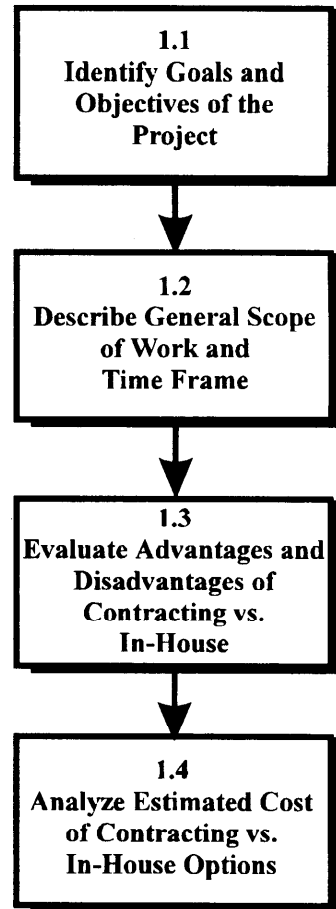 1.1
Identify Goals and
Objectives of the
Project
1.2
Describe General Scope
of Work and
Time Frame
1.3
Evaluate Advantages and
Disadvantages of
Contracting vs.
In-House
1.4
Analyze Estimated Cost
of Contracting vs.
In-House Options